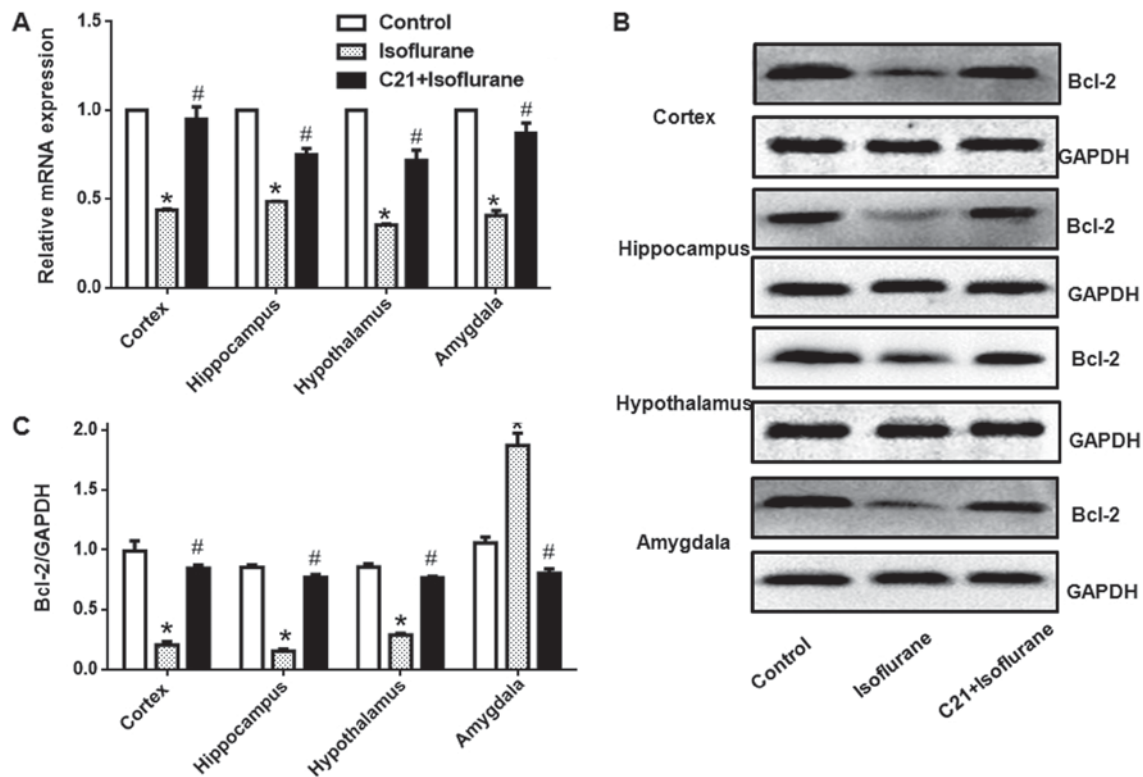 A
Relative mRNA expression
1.5
1.0
0.5
0.0
Control
Isoflurane
C21+Isoflurane
*
#
*
#
*
#
*
#
Cortex
Hippocampus
Hypothalamus
Amygdala
B
Cortex
Bcl-2
GAPDH
Hippocampus
Bcl-2
GAPDH
Hypothalamus
Bcl-2
GAPDH
Amygdala
Bcl-2
GAPDH
Control
Isoflurane
C21+Isoflurane
C
Bcl-2/GAPDH
2.0
1.5
1.0
0.5
0.0
*
#
*
#
*
#
*
#
Cortex
Hippocampus
Hypothalamus
Amygdala